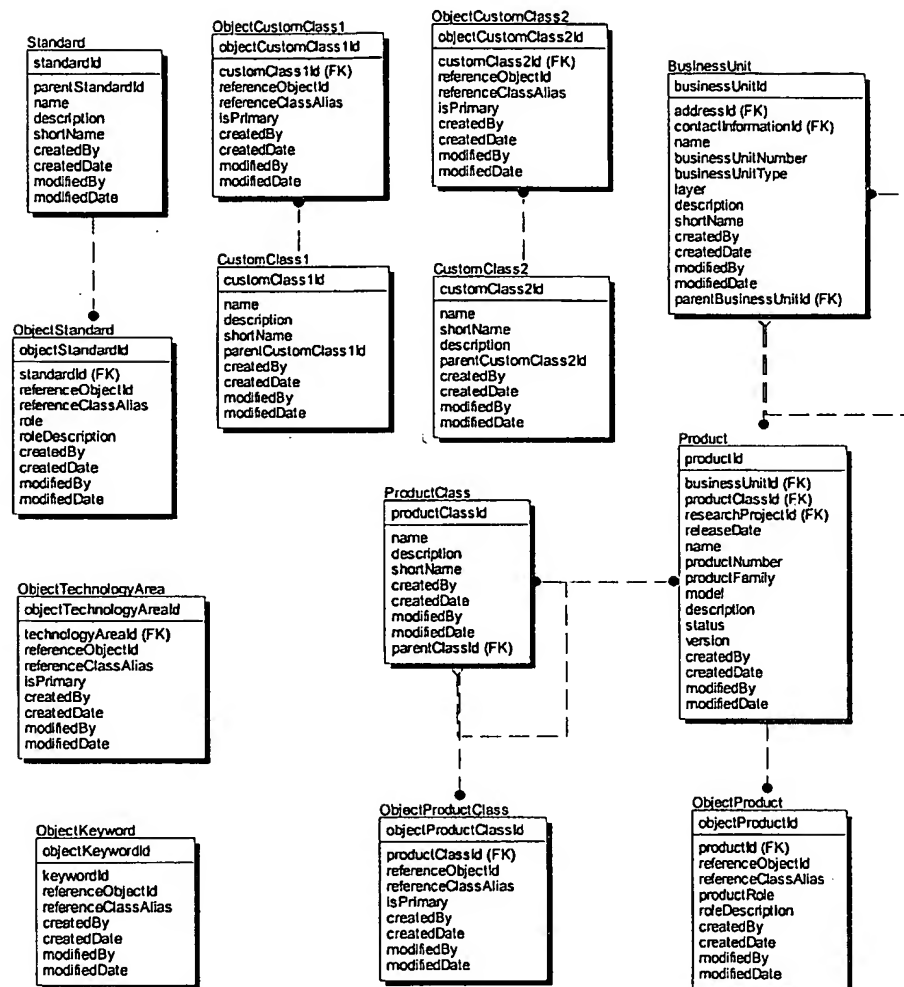 Standard
standardId
parentStandardId
name
description
shortName
createdBy
createdDate
modifiedBy
modifiedDate
ObjectCustomClass1
objectCustomClass1Id
customClass1Id (FK)
referenceObjectId
referenceClassAlias
isPrimary
createdBy
createdDate
modifiedBy
modifiedDate
ObjectCustomClass2
objectCustomClass2Id
customClass2Id (FK)
referenceObjectId
referenceClassAlias
isPrimary
createdBy
createdDate
modifiedBy
modifiedDate
BusinessUnit
businessUnitId
addressId (FK)
contactInformationId (FK)
name
businessUnitNumber
businessUnitType
layer
description
shortName
createdBy
createdDate
modifiedBy
modifiedDate
parentBusinessUnitId (FK)
CustomClass1
customClass1Id
name
description
shortName
parentCustomClass1Id
createdBy
createdDate
modifiedBy
modifiedDate
CustomClass2
customClass2Id
name
shortName
description
parentCustomClass2Id
createdBy
createdDate
modifiedBy
modifiedDate
ObjectStandard
objectStandardId
standardId (FK)
referenceObjectId
referenceClassAlias
role
roleDescription
createdBy
createdDate
modifiedBy
modifiedDate
ProductClass
productClassId
name
description
shortName
createdBy
createdDate
modifiedBy
modifiedDate
parentClassId (FK)
Product
productId
businessUnitId (FK)
productClassId (FK)
researchProjectId (FK)
releaseDate
name
productNumber
productFamily
model
description
status
version
createdBy
createdDate
modifiedBy
modifiedDate
ObjectTechnologyArea
objectTechnologyAreaId
technologyAreaId (FK)
referenceObjectId
referenceClassAlias
isPrimary
createdBy
createdDate
modifiedBy
modifiedDate
ObjectKeyword
objectKeywordId
keywordId
referenceObjectId
referenceClassAlias
createdBy
createdDate
modifiedBy
modifiedDate
ObjectProductClass
objectProductClassId
productClassId (FK)
referenceObjectId
referenceClassAlias
isPrimary
createdBy
createdDate
modifiedBy
modifiedDate
ObjectProduct
objectProductId
productId (FK)
referenceObjectId
referenceClassAlias
productRole
roleDescription
createdBy
createdDate
modifiedBy
modifiedDate